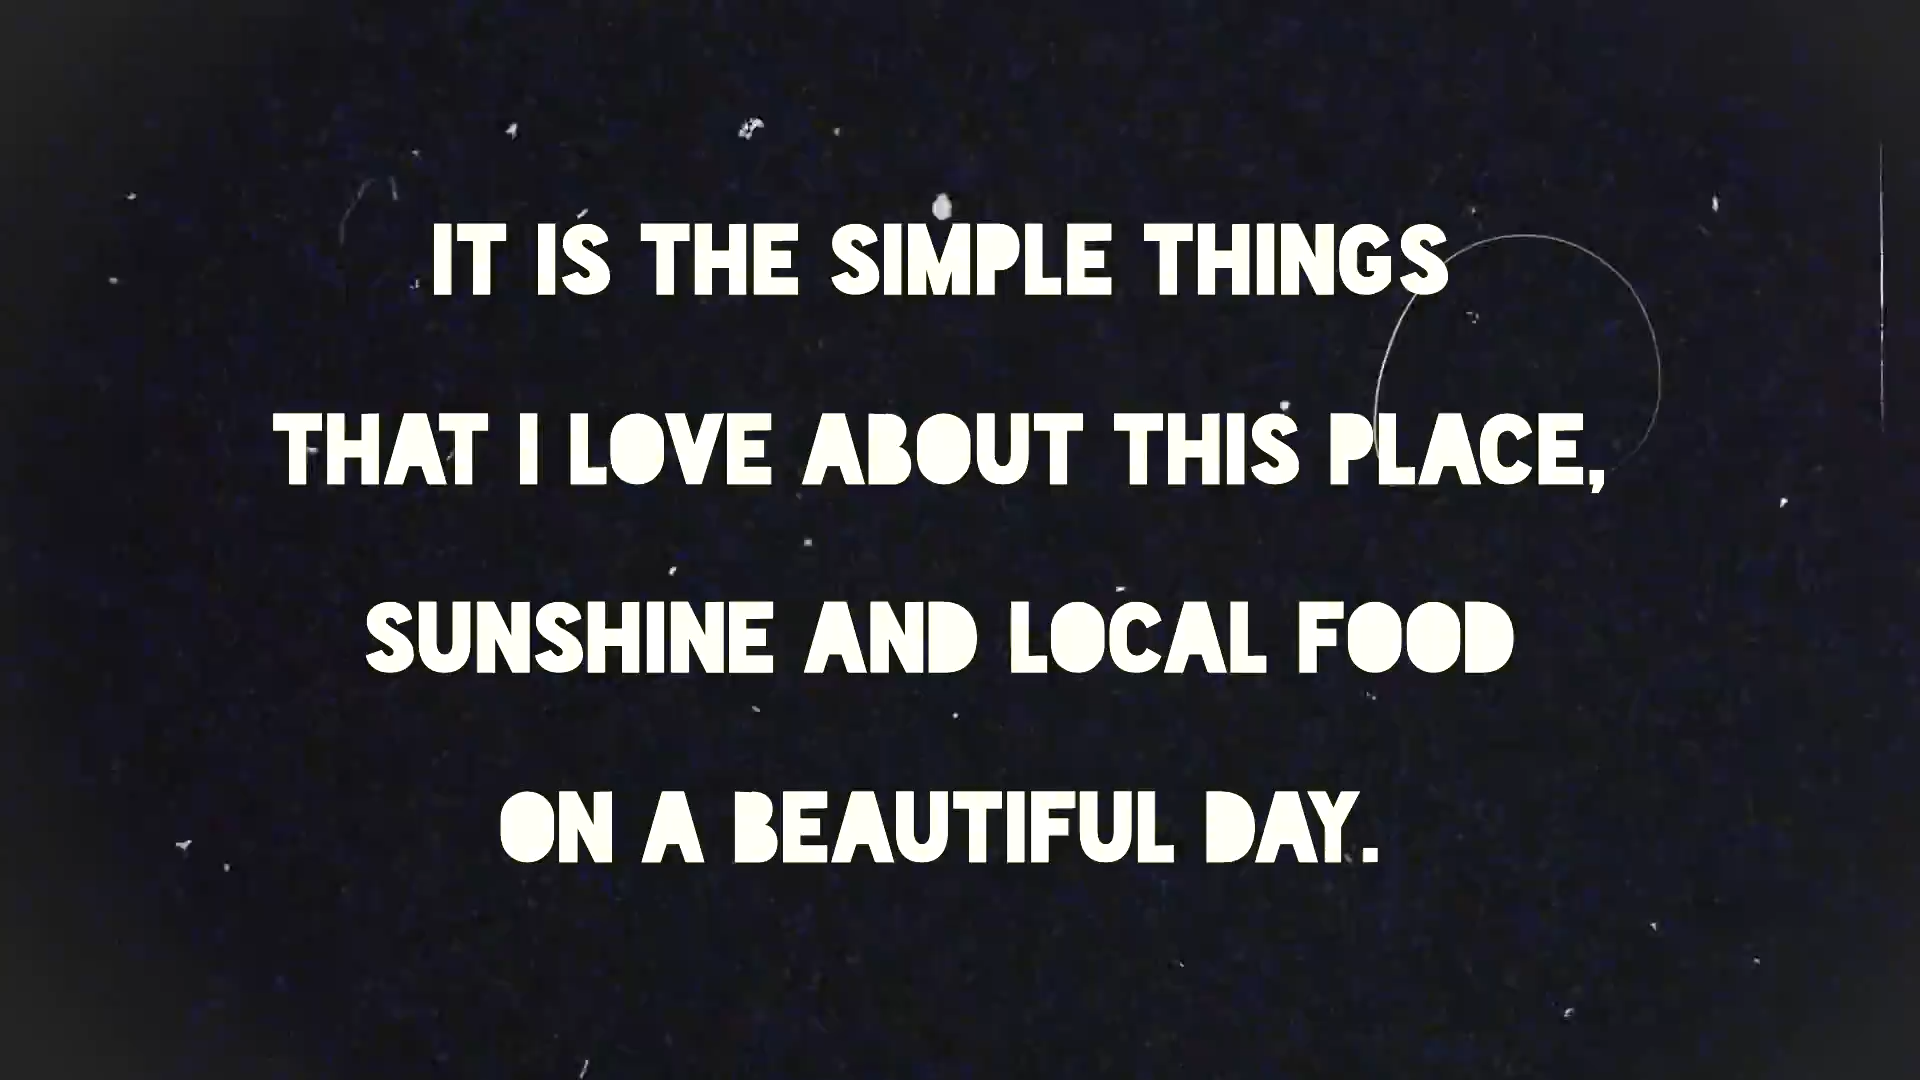 IT IS THE SIMPLE THINGS
THAT I LOVE ABOUT THIS PLACE,
SUNSHINE AND LOCAL FOOD
ON A BEAUTIFUL DAY.